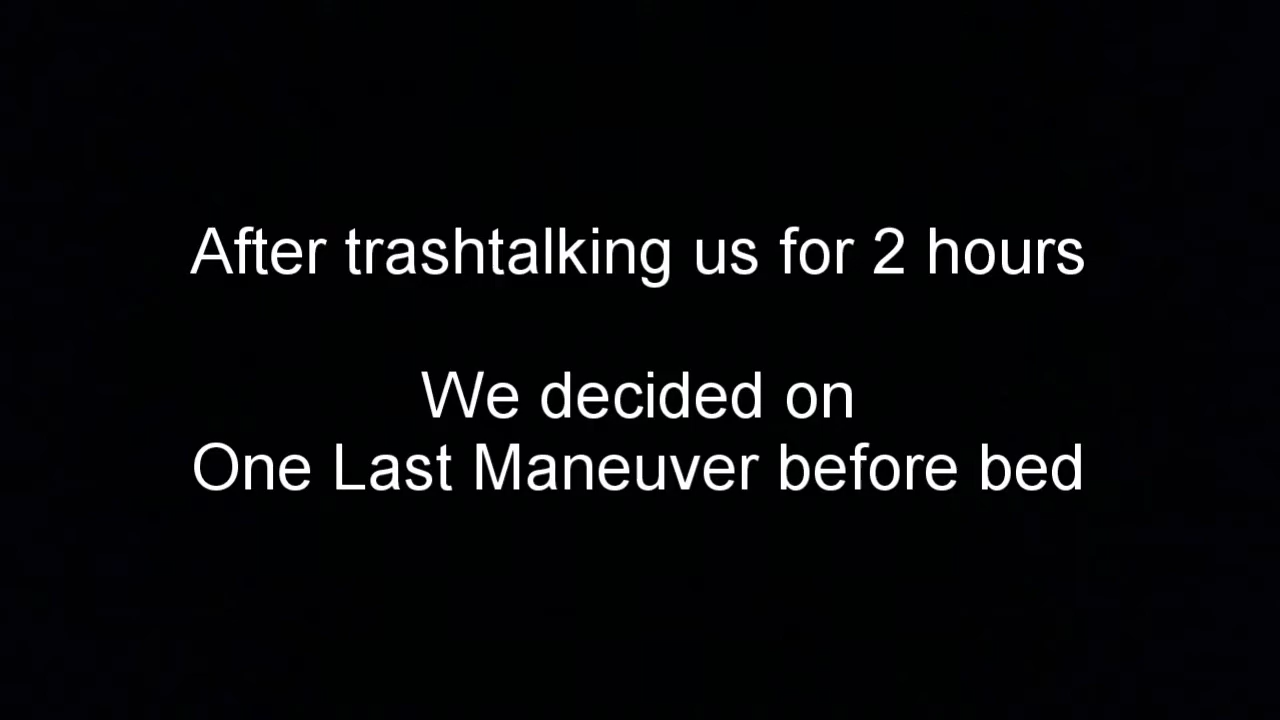 After trashtalking us for 2 hours
We decided on
One Last Maneuver before bed